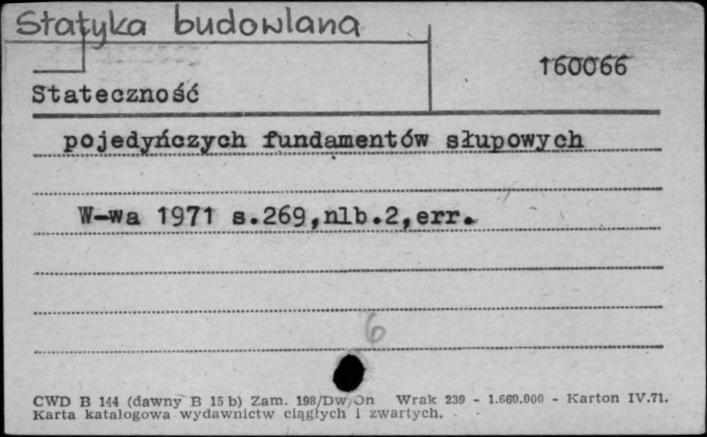 Statyka budowlana
160066
Stateczność
pojedyńczych fundamentów słupowych
W-wa 1971 s.269,nlb.2,err.
6
CWD B 144 (dawny B 15 b) Zam. 198/Dw/On Wrak 239 - 1.660.000 - Karton IV.71.
Karta katalogowa wydawnictw ciągłych i zwartych.